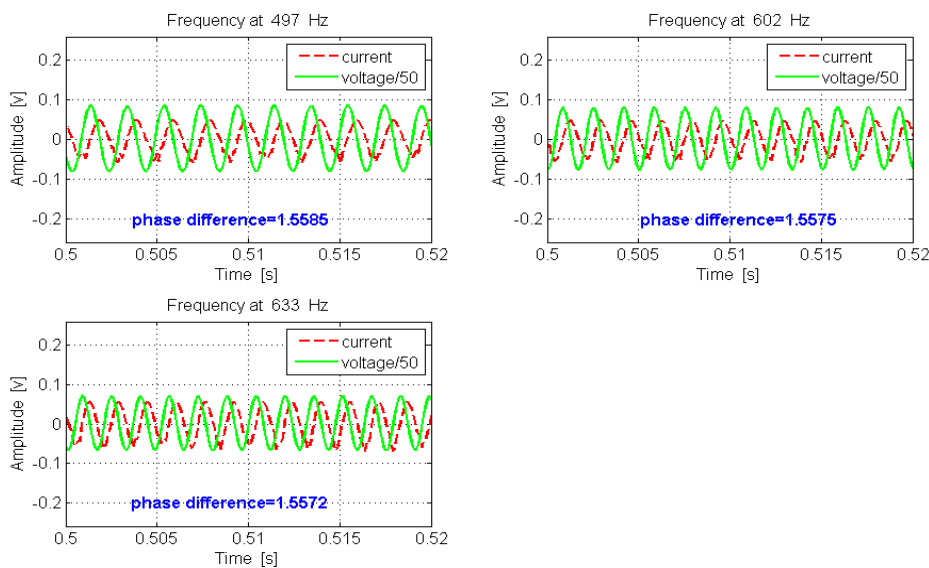 Frequency at 497 Hz
0.2
0.1
0
-0.1
-0.2
Amplitude [v]
current
voltage/50
phase difference=1.5585
0.5 0.505 0.51 0.515 0.52
Time [s]
Frequency at 602 Hz
0.2
0.1
0
-0.1
-0.2
Amplitude [v]
current
voltage/50
phase difference=1.5575
0.5 0.505 0.51 0.515 0.52
Time [s]
Frequency at 633 Hz
0.2
0.1
0
-0.1
-0.2
Amplitude [v]
current
voltage/50
phase difference=1.5572
0.5 0.505 0.51 0.515 0.52
Time [s]